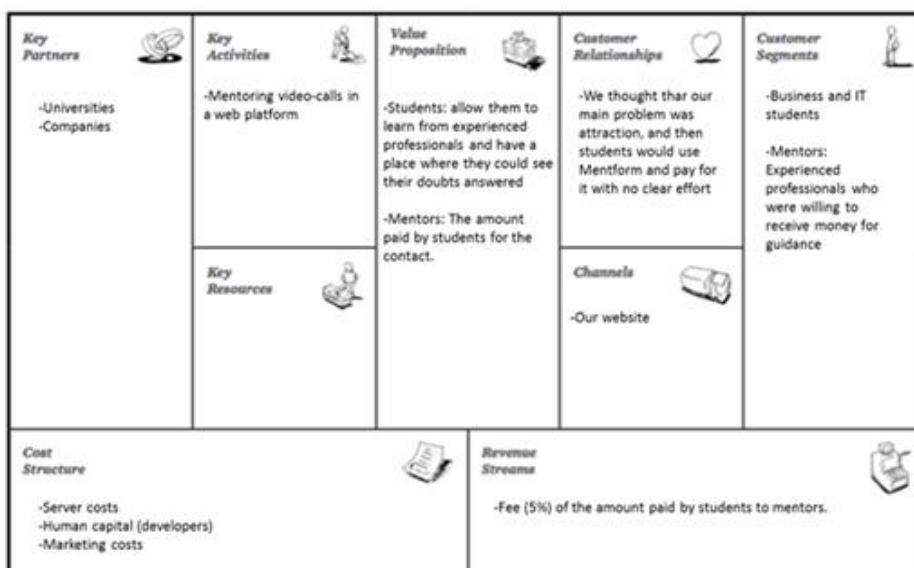 Key
Partners
-Universities
-Companies
Key
Activities
-Mentoring video-calls in
a web platform
Key
Resources
Value
Proposition
-Students: allow them to
learn from experienced
professionals and have a
place where they could see
their doubts answered
-Mentors: The amount
paid by students for the
contact.
Customer
Relationships
-We thought thar our
main problem was
attraction, and then
students would use
Mentform and pay for
it with no clear effort
Channels
-Our website
Customer
Segments
-Business and IT
students
-Mentors:
Experienced
professionals who
were willing to
receive money for
guidance
Cost
Structure
-Server costs
-Human capital (developers)
-Marketing costs
Revenue
Streams
-Fee (5%) of the amount paid by students to mentors.